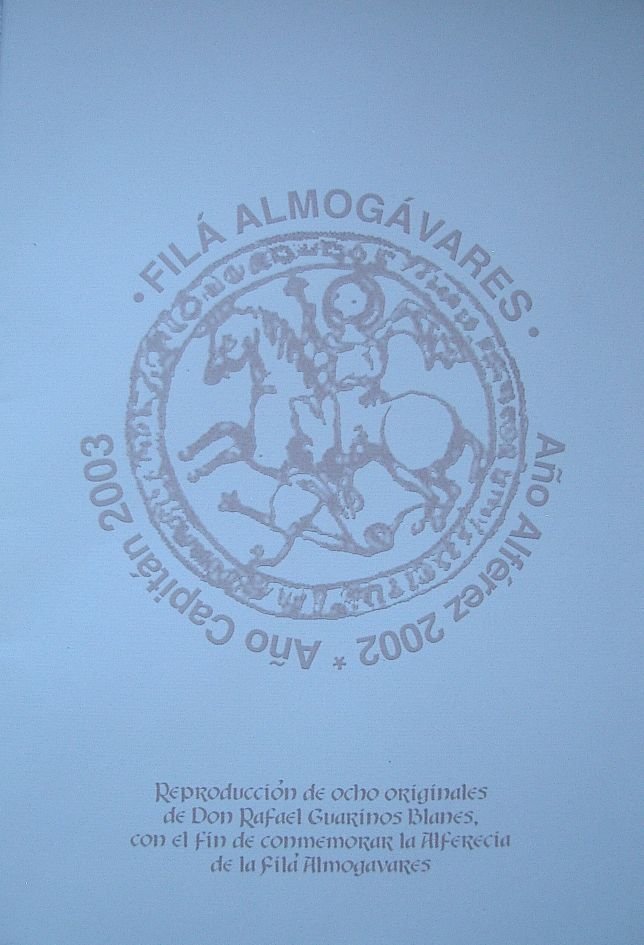 · FILÁ ALMOGÁVARES ·
Año Alférez 2002 * Año Capitán 2003
Reproducción de ocho originales
de Don Rafael Guarinos Blanes,
con el fin de conmemorar la Alferecia
de la Filá Almogavares